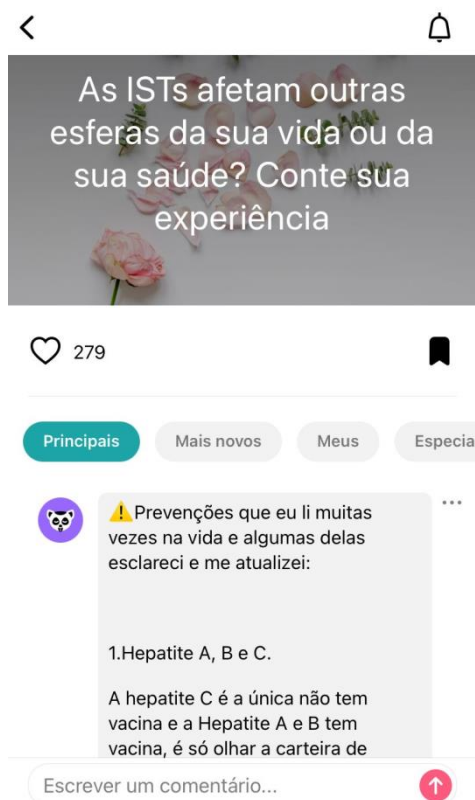 As ISTs afetam outras
esferas da sua vida ou da
sua saúde? Conte sua
experiência
279
Principais Mais novos Meus Especia
⚠️Prevenções que eu li muitas
vezes na vida e algumas delas
esclareci e me atualizei:
1.Hepatite A, B e C.
A hepatite C é a única não tem
vacina e a Hepatite A e B tem
vacina, é só olhar a carteira de
Escrever um comentário...